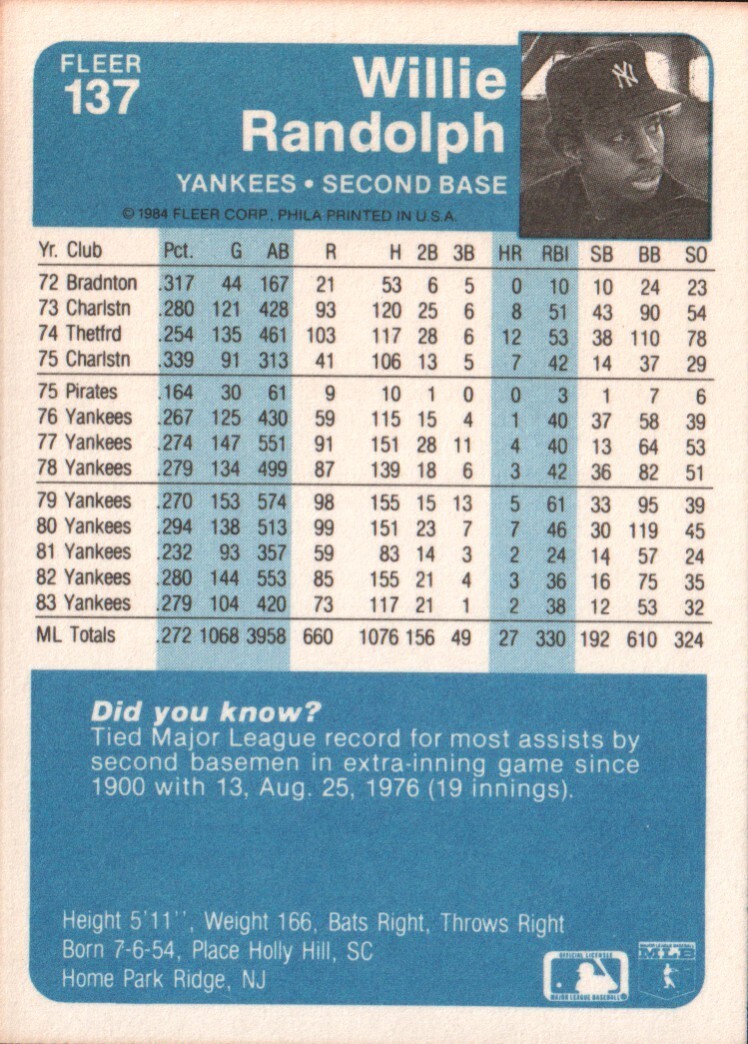 FLEER
137
Willie
Randolph
YANKEES • SECOND BASE
© 1984 FLEER CORP., PHILA PRINTED IN U.S.A.
Yr. Club Pct. G AB R H 2B 3B HR RBI SB BB SO
72 Bradnton .317 44 167 21 53 6 5 0 10 10 24 23
73 Charlstn .280 121 428 93 120 25 6 8 51 43 90 54
74 Thetfrd .254 135 461 103 117 28 6 12 53 38 110 78
75 Charlstn .339 91 313 41 106 13 5 7 42 14 37 29
75 Pirates .164 30 61 9 10 1 0 0 3 1 7 6
76 Yankees .267 125 430 59 115 15 4 1 40 37 58 39
77 Yankees .274 147 551 91 151 28 11 4 40 13 64 53
78 Yankees .279 134 499 87 139 18 6 3 42 36 82 51
79 Yankees .270 153 574 98 155 15 13 5 61 33 95 39
80 Yankees .294 138 513 99 151 23 7 7 46 30 119 45
81 Yankees .232 93 357 59 83 14 3 2 24 14 57 24
82 Yankees .280 144 553 85 155 21 4 3 36 16 75 35
83 Yankees .279 104 420 73 117 21 1 2 38 12 53 32
ML Totals .272 1068 3958 660 1076 156 49 27 330 192 610 324
Did you know?
Tied Major League record for most assists by
second basemen in extra-inning game since
1900 with 13, Aug. 25, 1976 (19 innings).
Height 5'11'', Weight 166, Bats Right, Throws Right
Born 7-6-54, Place Holly Hill, SC
Home Park Ridge, NJ
OFFICIAL LICENSEE
MAJOR LEAGUE BASEBALL
MAJOR LEAGUE BASEBALL
MLB
NY